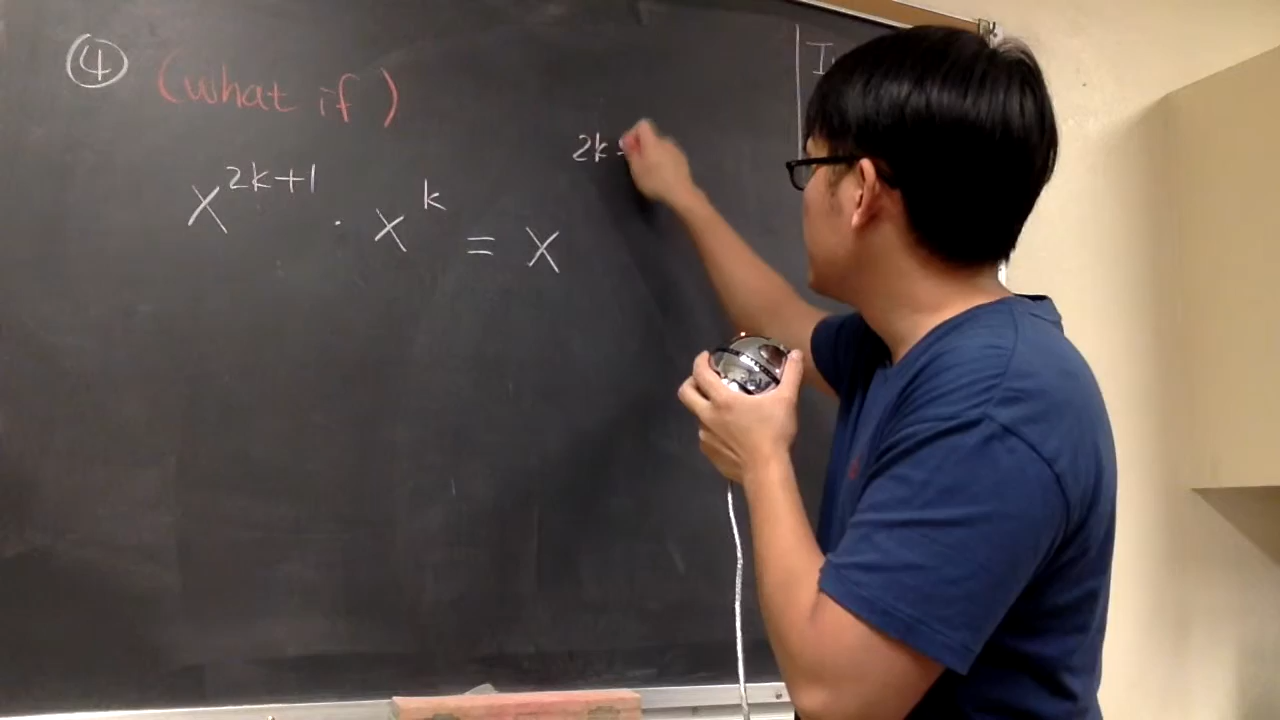 ④ (What if)
x^{2k+1} · x^k = x^{2k